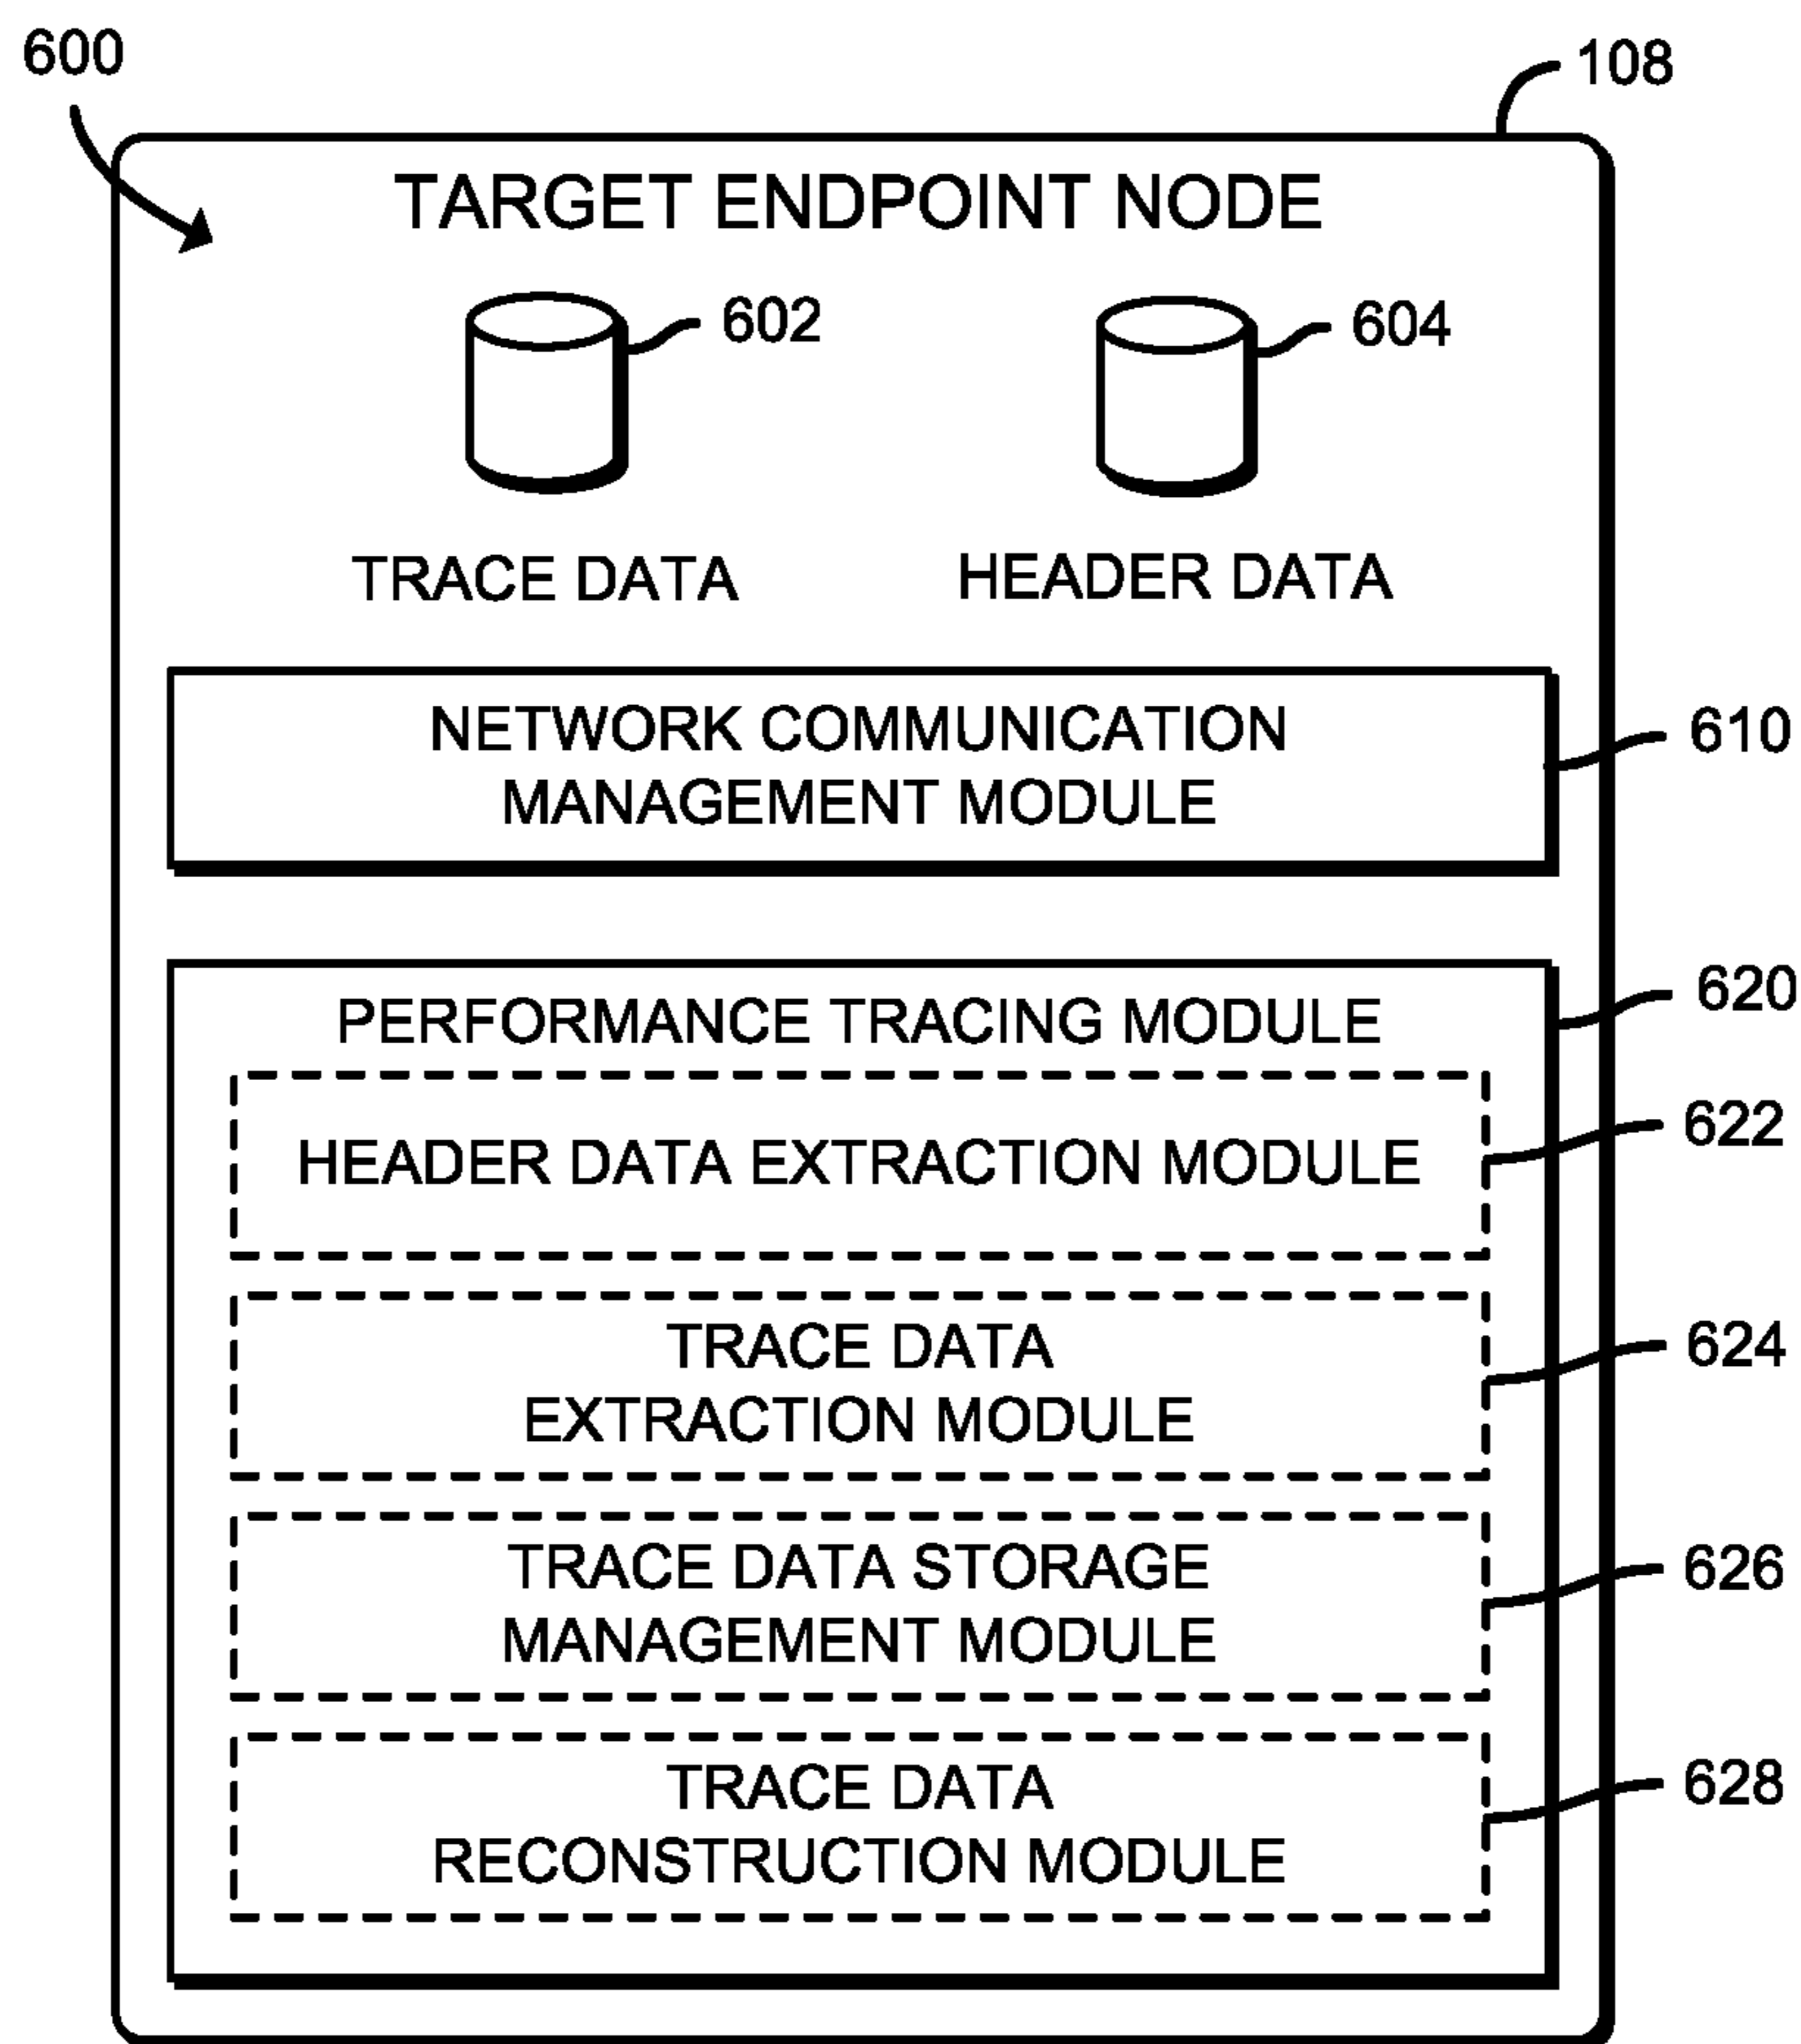 600
108
TARGET ENDPOINT NODE
602
604
TRACE DATA
HEADER DATA
NETWORK COMMUNICATION
MANAGEMENT MODULE
610
PERFORMANCE TRACING MODULE
620
HEADER DATA EXTRACTION MODULE
622
TRACE DATA
EXTRACTION MODULE
624
TRACE DATA STORAGE
MANAGEMENT MODULE
626
TRACE DATA
RECONSTRUCTION MODULE
628